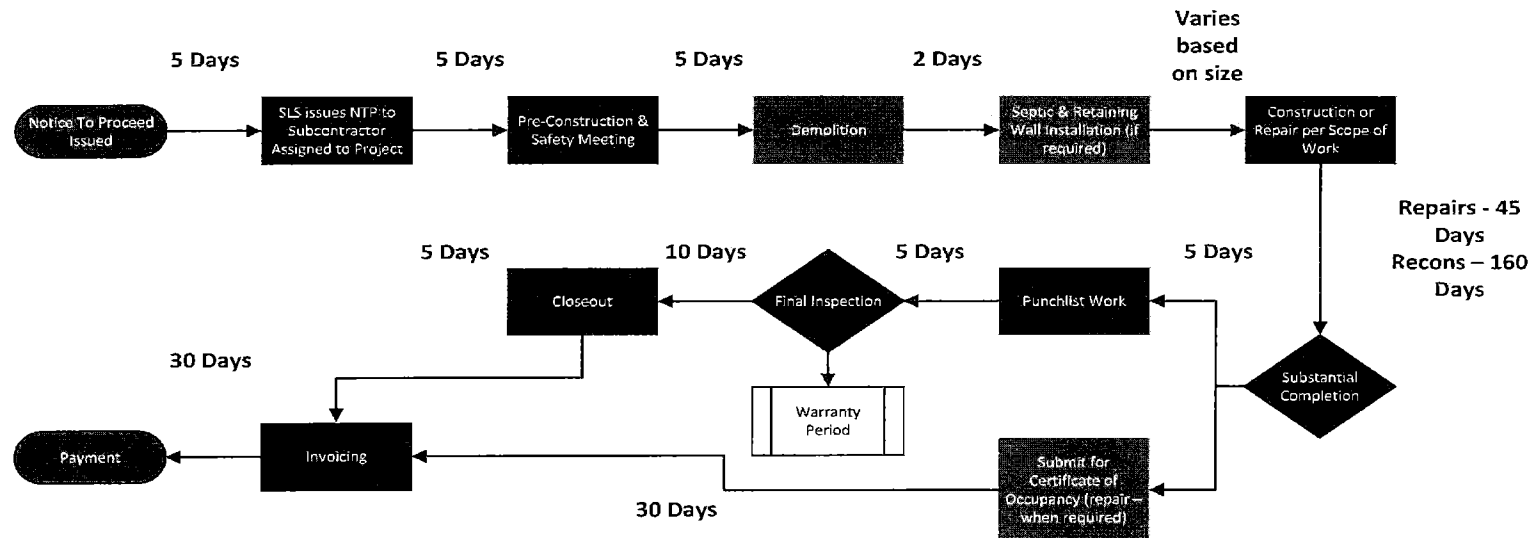 Varies
based
on size
5 Days
5 Days
5 Days
2 Days
Notice To Proceed
Issued
SLS issues NTP to
Subcontractor
Assigned to Project
Pre-Construction &
Safety Meeting
Demolition
Septic & Retaining
Wall Installation (if
required)
Construction or
Repair per Scope of
Work
Repairs - 45
Days
Recons – 160
Days
5 Days
10 Days
5 Days
5 Days
Closeout
Final Inspection
Punchlist Work
30 Days
Substantial
Completion
Warranty
Period
Payment
Invoicing
Submit for
Certificate of
Occupancy (repair –
when required)
30 Days